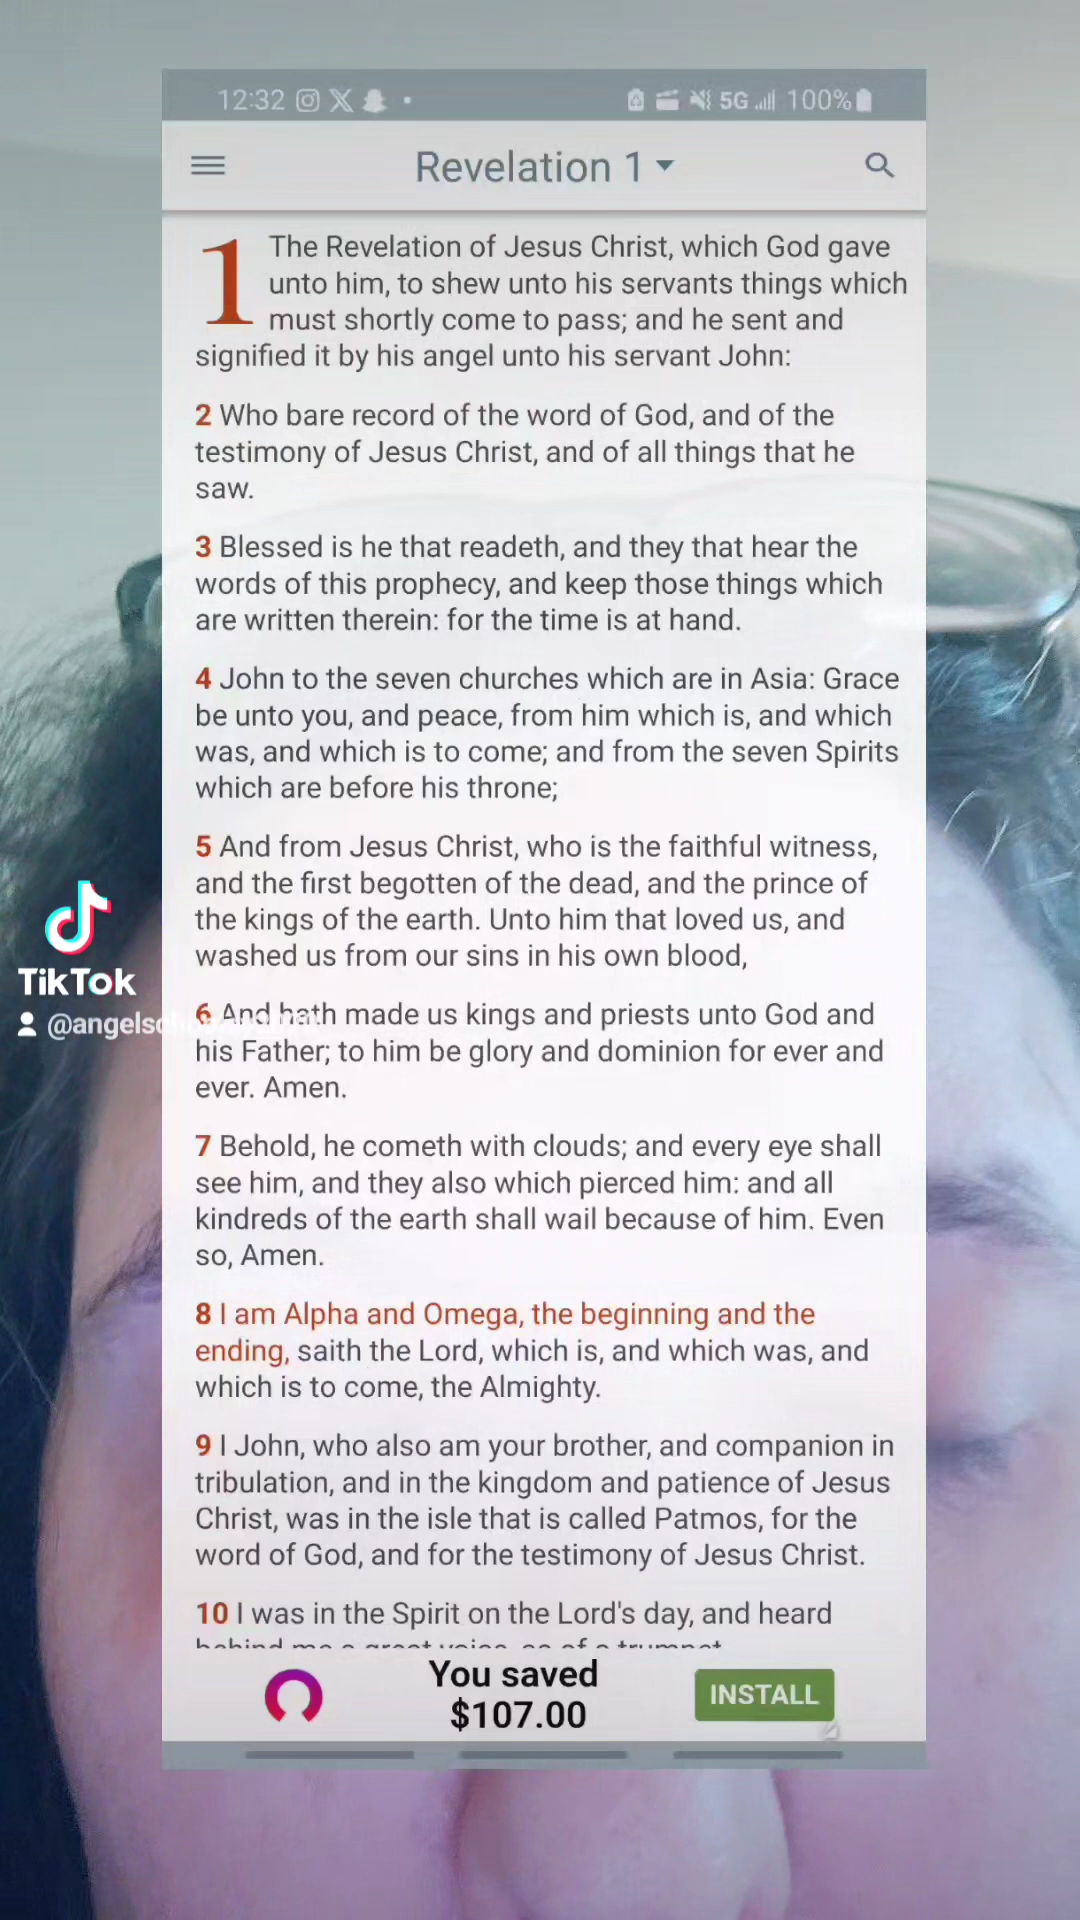 12:32 5G 100%
Revelation 1
1 The Revelation of Jesus Christ, which God gave
unto him, to shew unto his servants things which
must shortly come to pass; and he sent and
signified it by his angel unto his servant John:
2 Who bare record of the word of God, and of the
testimony of Jesus Christ, and of all things that he
saw.
3 Blessed is he that readeth, and they that hear the
words of this prophecy, and keep those things which
are written therein: for the time is at hand.
4 John to the seven churches which are in Asia: Grace
be unto you, and peace, from him which is, and which
was, and which is to come; and from the seven Spirits
which are before his throne;
5 And from Jesus Christ, who is the faithful witness,
and the first begotten of the dead, and the prince of
the kings of the earth. Unto him that loved us, and
washed us from our sins in his own blood,
TikTok
6 And hath made us kings and priests unto God and
his Father; to him be glory and dominion for ever and
ever. Amen.
7 Behold, he cometh with clouds; and every eye shall
see him, and they also which pierced him: and all
kindreds of the earth shall wail because of him. Even
so, Amen.
8 I am Alpha and Omega, the beginning and the
ending, saith the Lord, which is, and which was, and
which is to come, the Almighty.
9 I John, who also am your brother, and companion in
tribulation, and in the kingdom and patience of Jesus
Christ, was in the isle that is called Patmos, for the
word of God, and for the testimony of Jesus Christ.
10 I was in the Spirit on the Lord's day, and heard
behind me a great voice, as of a trumpet,
You saved
$107.00
INSTALL